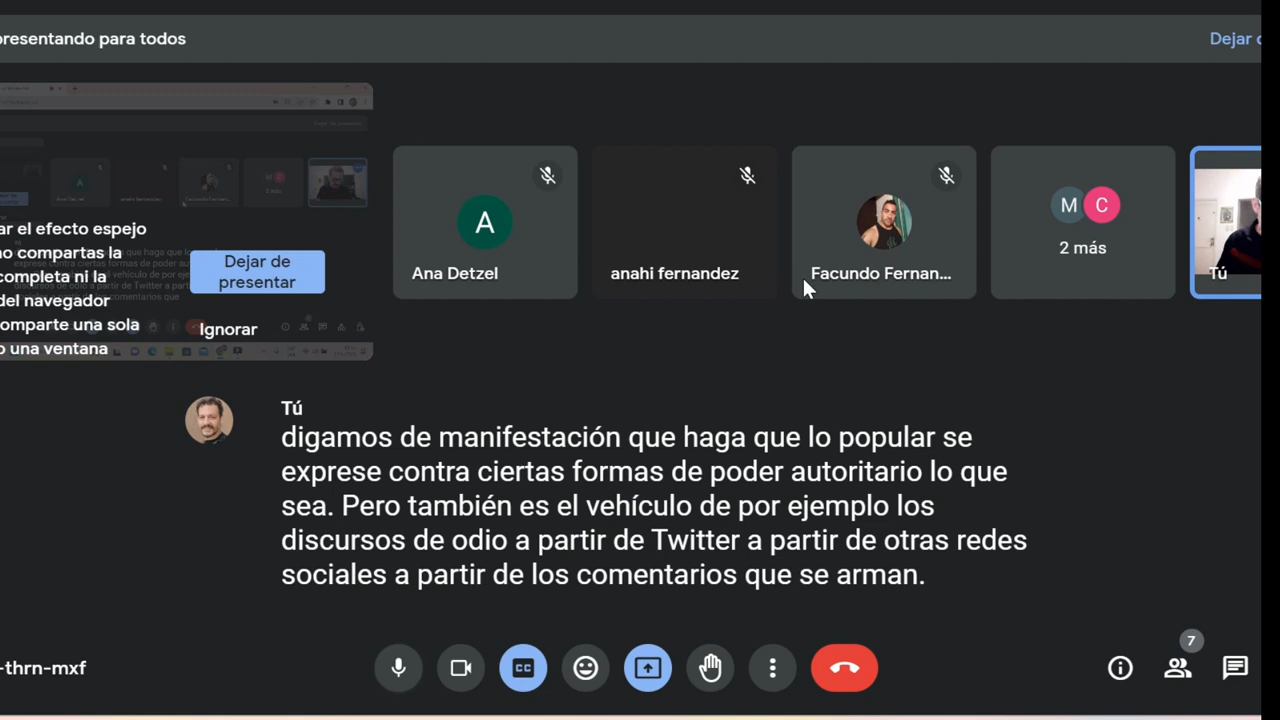 presentando para todos
Dejar
A
Ana Detzel
anahi fernandez
Facundo Fernan...
M C
2 más
Tú
ar el efecto espejo
no compartas la
completa ni la
del navegador
omparte una sola
o una ventana
Dejar de
presentar
Ignorar
Tú
digamos de manifestación que haga que lo popular se
exprese contra ciertas formas de poder autoritario lo que
sea. Pero también es el vehículo de por ejemplo los
discursos de odio a partir de Twitter a partir de otras redes
sociales a partir de los comentarios que se arman.
-thrn-mxf
CC
7